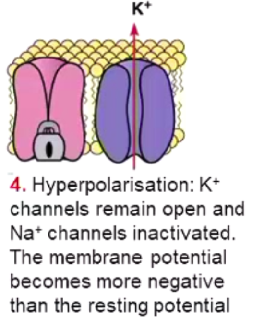 K⁺
4. Hyperpolarisation: K⁺
channels remain open and
Na⁺ channels inactivated.
The membrane potential
becomes more negative
than the resting potential